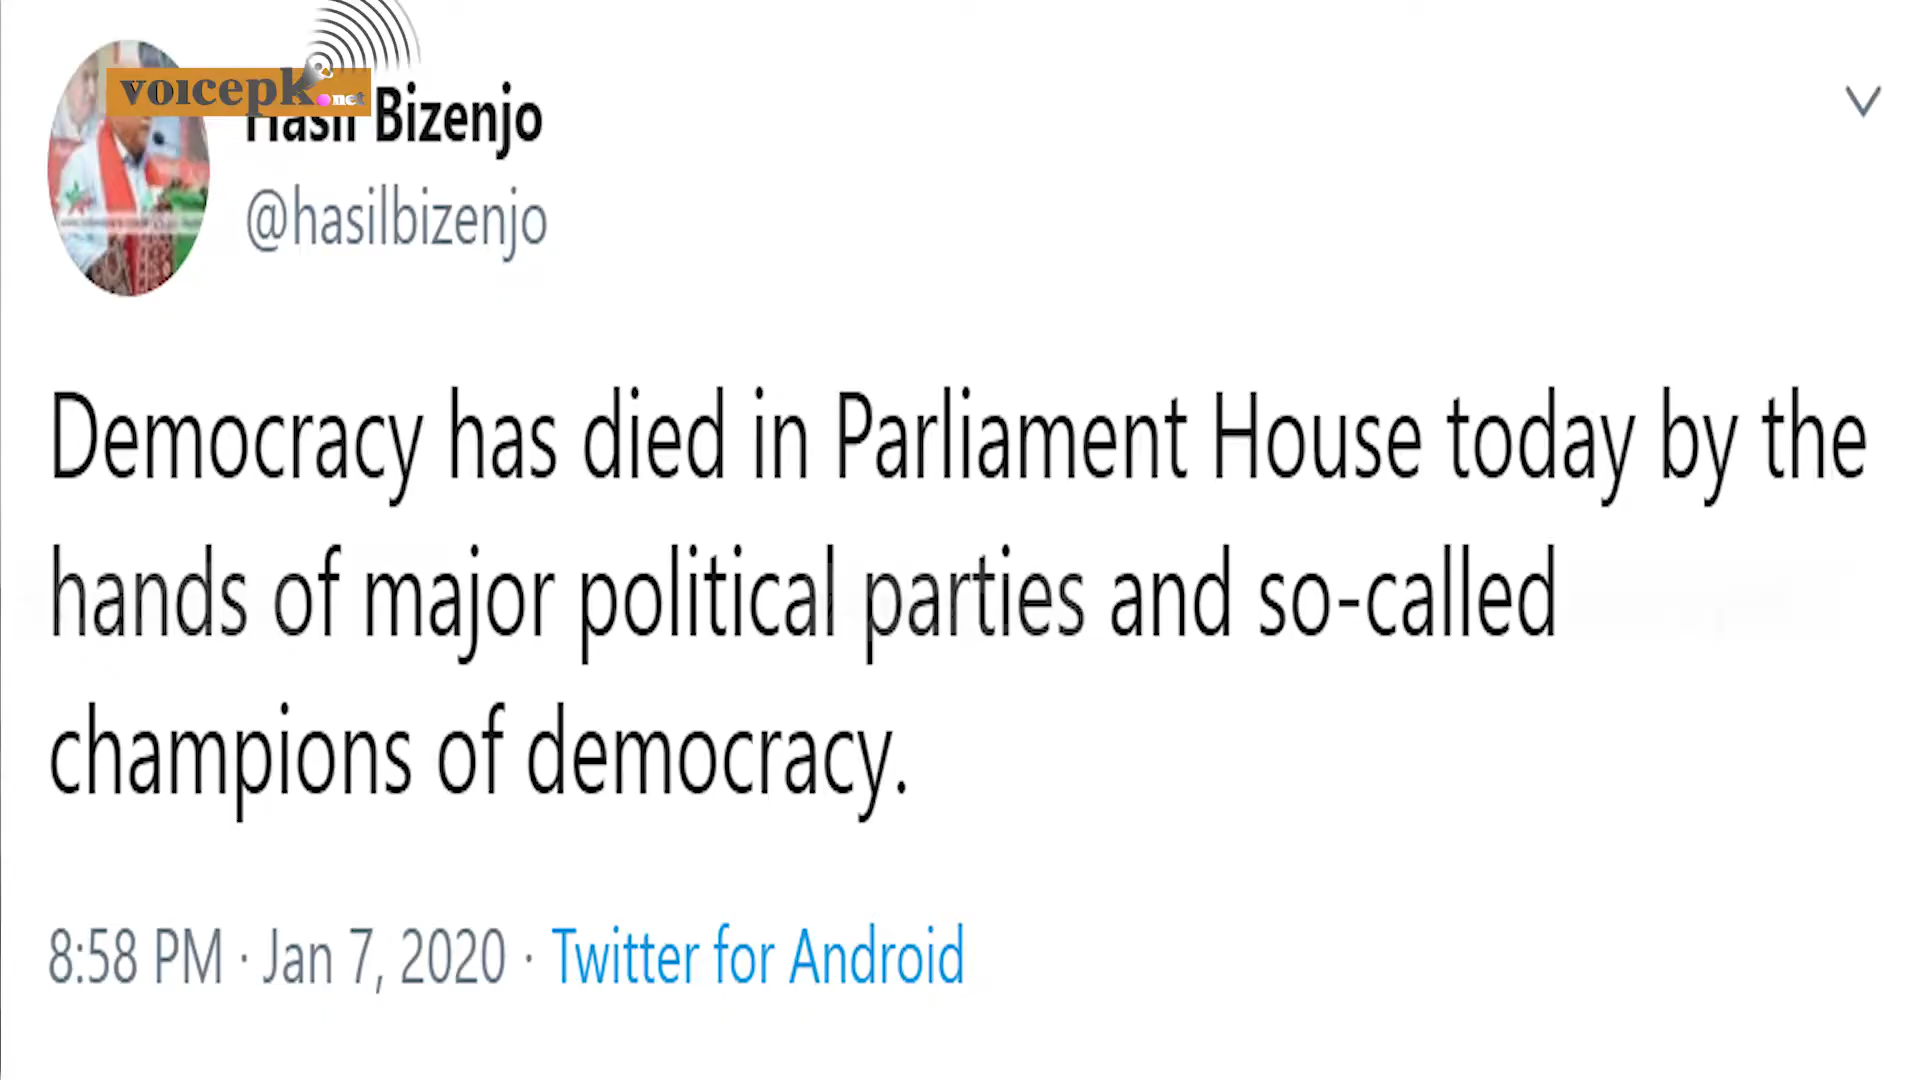 voicepk.net
Hasil Bizenjo
@hasilbizenjo
Democracy has died in Parliament House today by the
hands of major political parties and so-called
champions of democracy.
8:58 PM · Jan 7, 2020 · Twitter for Android